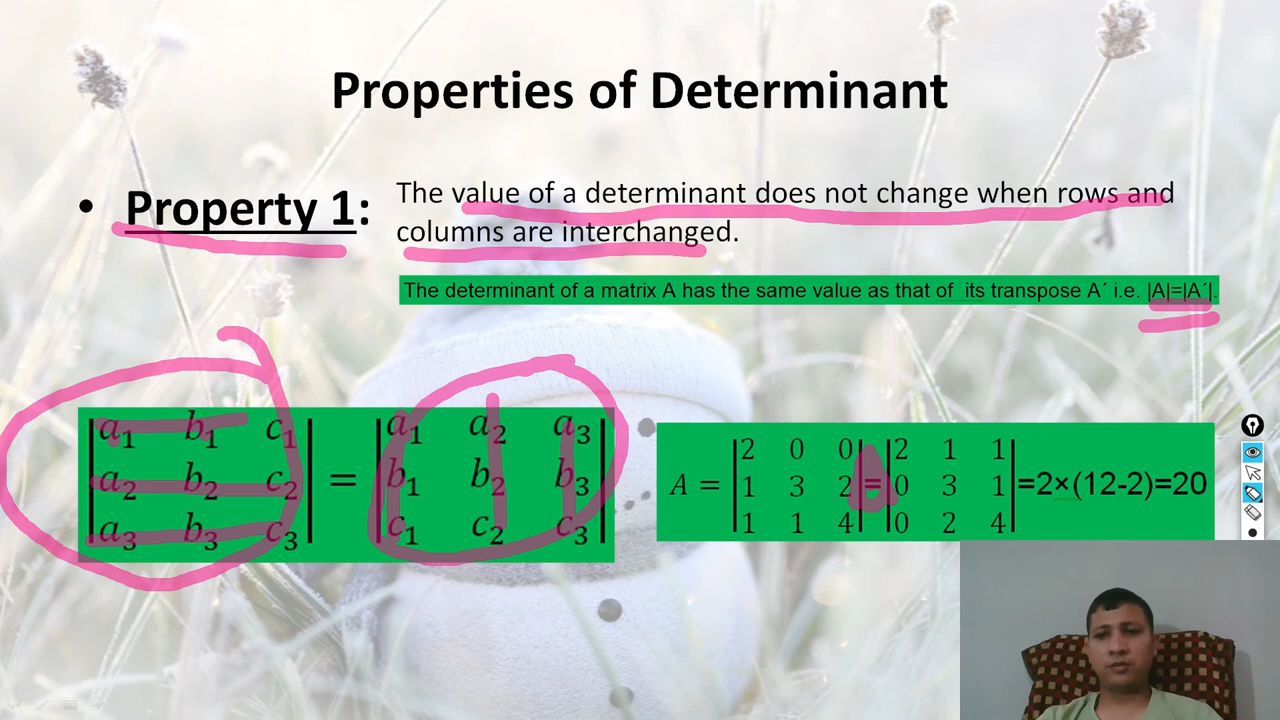 Properties of Determinant
• Property 1:
The value of a determinant does not change when rows and
columns are interchanged.
The determinant of a matrix A has the same value as that of its transpose A´ i.e. |A|=|A´|.
|a₁ b₁ c₁| = |a₁ a₂ a₃|
|a₂ b₂ c₂| |b₁ b₂ b₃|
|a₃ b₃ c₃| |c₁ c₂ c₃|
A = |2 0 0| = |2 1 1| =2×(12-2)=20
|1 3 2| |0 3 1|
|1 1 4| |0 2 4|